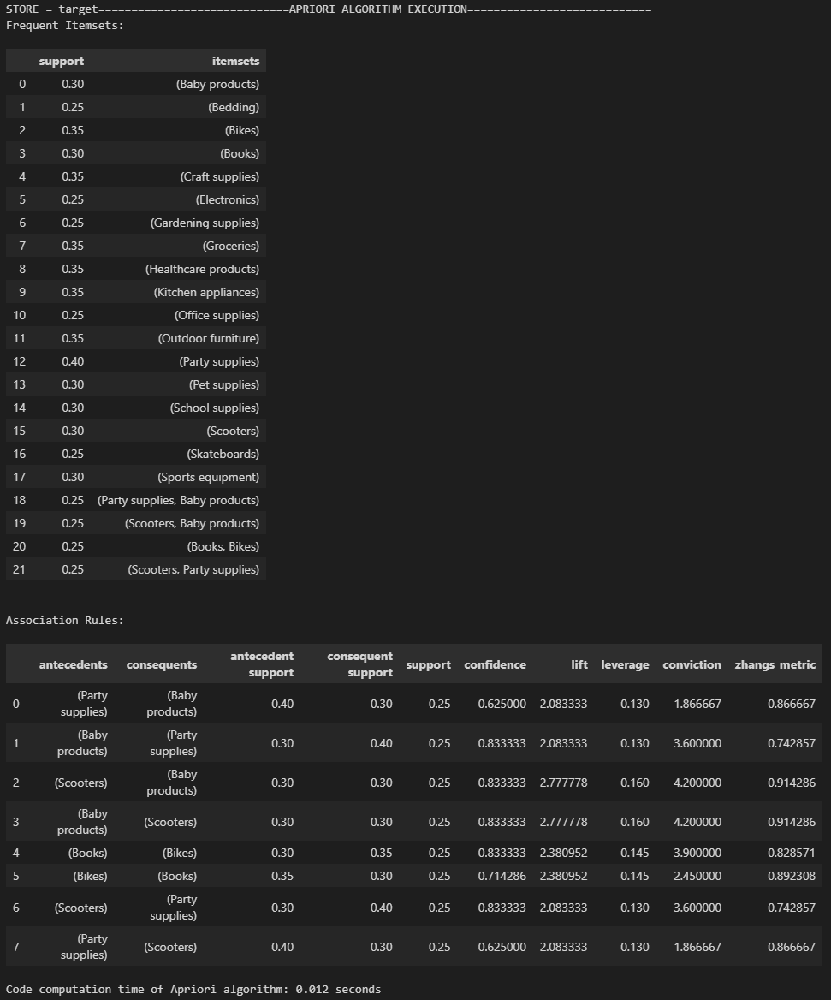 STORE = target=============================APRIORI ALGORITHM EXECUTION============================
Frequent Itemsets:
support itemsets
0 0.30 (Baby products)
1 0.25 (Bedding)
2 0.35 (Bikes)
3 0.30 (Books)
4 0.35 (Craft supplies)
5 0.25 (Electronics)
6 0.25 (Gardening supplies)
7 0.35 (Groceries)
8 0.35 (Healthcare products)
9 0.35 (Kitchen appliances)
10 0.25 (Office supplies)
11 0.35 (Outdoor furniture)
12 0.40 (Party supplies)
13 0.30 (Pet supplies)
14 0.30 (School supplies)
15 0.30 (Scooters)
16 0.25 (Skateboards)
17 0.30 (Sports equipment)
18 0.25 (Party supplies, Baby products)
19 0.25 (Scooters, Baby products)
20 0.25 (Books, Bikes)
21 0.25 (Scooters, Party supplies)
Association Rules:
antecedents consequents antecedent support consequent support support confidence lift leverage conviction zhangs_metric
0 (Party supplies) (Baby products) 0.40 0.30 0.25 0.625000 2.083333 0.130 1.866667 0.866667
1 (Baby products) (Party supplies) 0.30 0.40 0.25 0.833333 2.083333 0.130 3.600000 0.742857
2 (Scooters) (Baby products) 0.30 0.30 0.25 0.833333 2.777778 0.160 4.200000 0.914286
3 (Baby products) (Scooters) 0.30 0.30 0.25 0.833333 2.777778 0.160 4.200000 0.914286
4 (Books) (Bikes) 0.30 0.35 0.25 0.833333 2.380952 0.145 3.900000 0.828571
5 (Bikes) (Books) 0.35 0.30 0.25 0.714286 2.380952 0.145 2.450000 0.892308
6 (Scooters) (Party supplies) 0.30 0.40 0.25 0.833333 2.083333 0.130 3.600000 0.742857
7 (Party supplies) (Scooters) 0.40 0.30 0.25 0.625000 2.083333 0.130 1.866667 0.866667
Code computation time of Apriori algorithm: 0.012 seconds